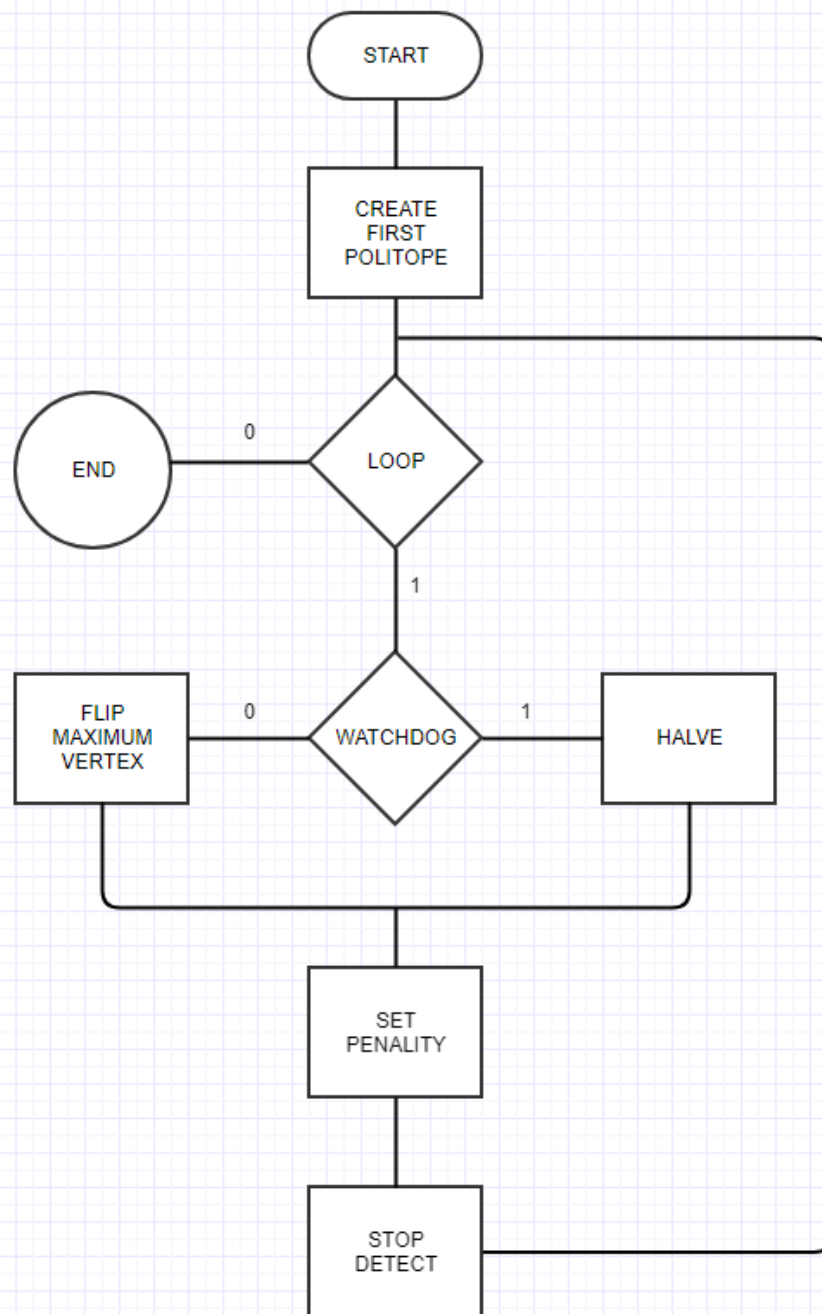 START
CREATE
FIRST
POLITOPE
0
LOOP
END
1
FLIP
MAXIMUM
VERTEX
0
WATCHDOG
1
HALVE
SET
PENALITY
STOP
DETECT